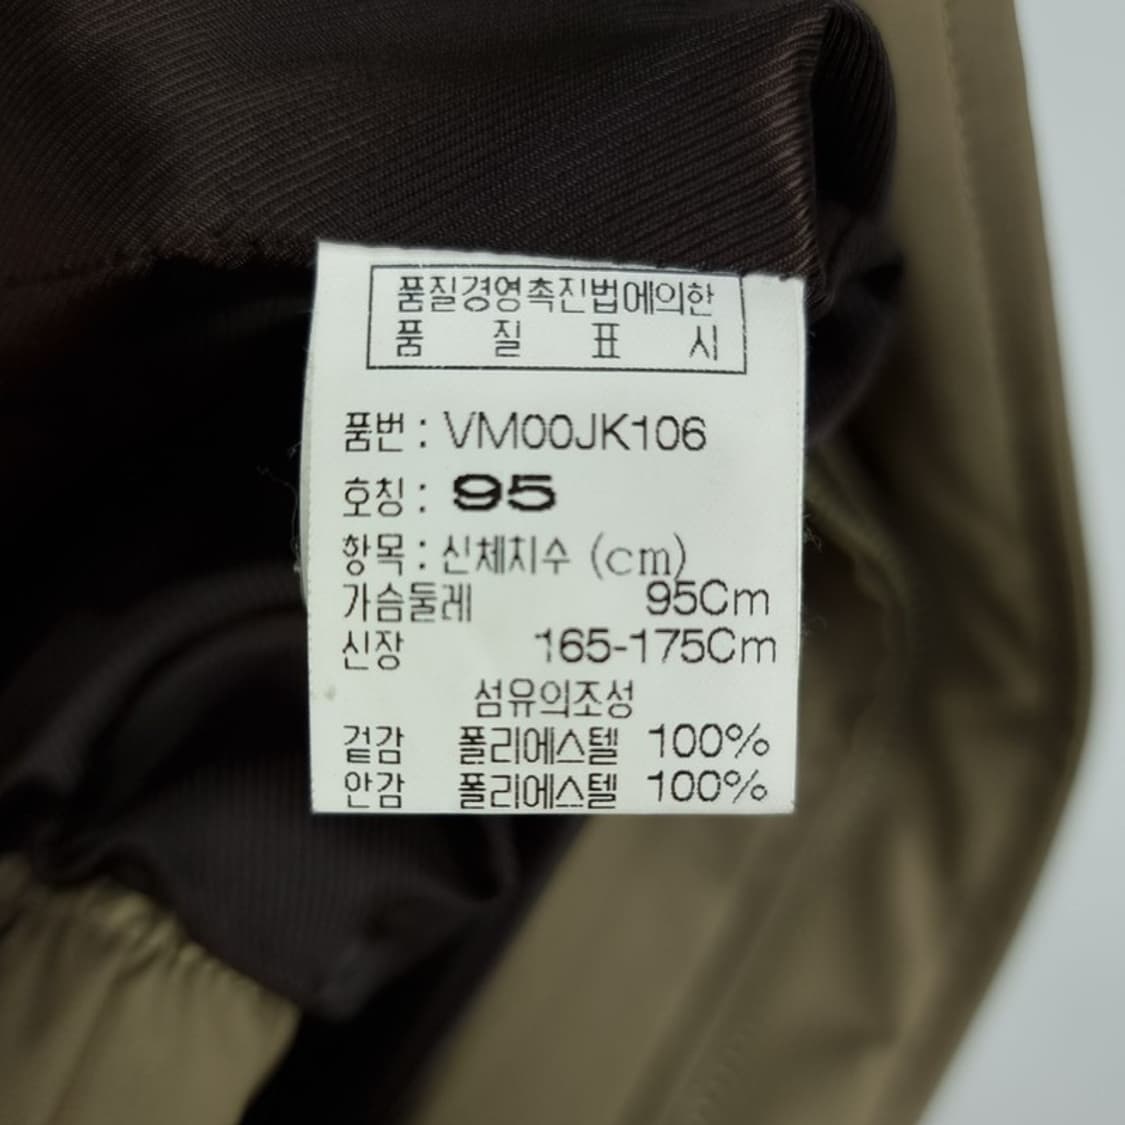 품질경영촉진법에의한
품 질 표 시
품번 : VM00JK106
호칭 : 95
항목 : 신체치수 (cm)
가슴둘레 95Cm
신장 165-175Cm
섬유의조성
겉감 폴리에스텔 100%
안감 폴리에스텔 100%